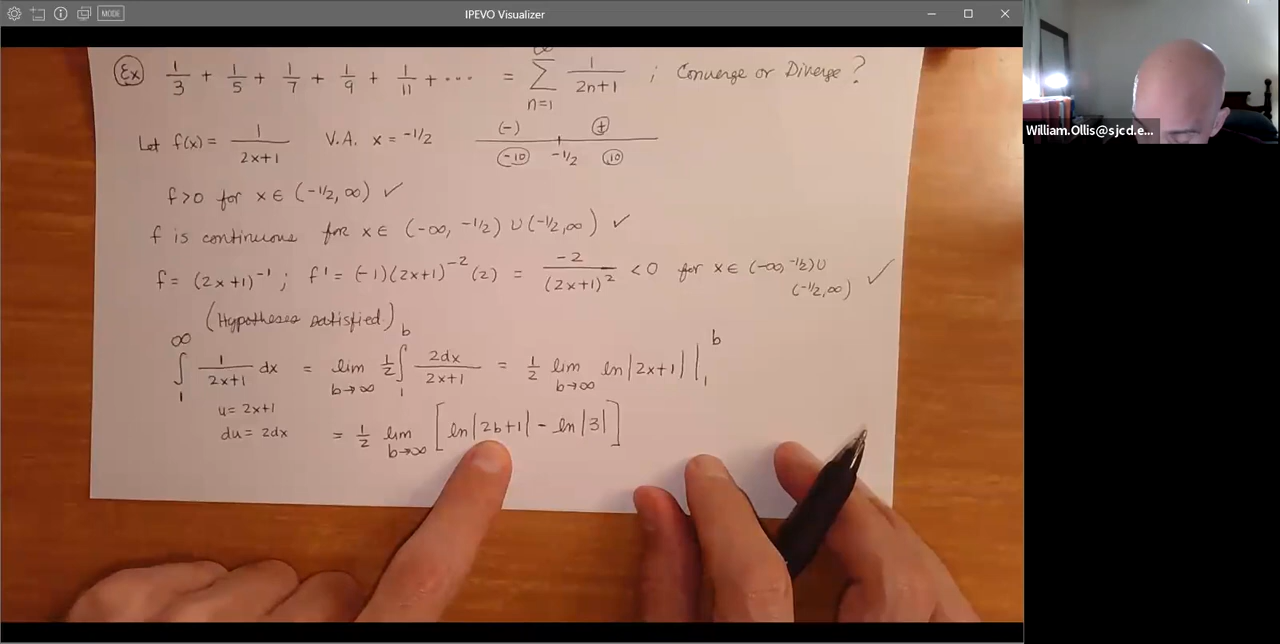 IPEVO Visualizer
MODE
William.Ollis@sjcd.e...
Ex 1/3 + 1/5 + 1/7 + 1/9 + 1/11 + ... = ∑_{n=1}^{∞} 1/(2n+1) ; Converge or Diverge?
Let f(x) = 1/(2x+1) V.A. x = -1/2 (-) (+)
-10 -1/2 10
f>0 for x ∈ (-1/2, ∞) ✓
f is continuous for x ∈ (-∞, -1/2) ∪ (-1/2, ∞) ✓
f = (2x+1)^{-1} ; f' = (-1)(2x+1)^{-2}(2) = -2/(2x+1)^2 < 0 for x ∈ (-∞, -1/2) ∪
(-1/2, ∞) ✓
(Hypotheses satisfied)
∫_1^∞ 1/(2x+1) dx = lim_{b→∞} 1/2 ∫_1^b 2dx/(2x+1) = 1/2 lim_{b→∞} ln|2x+1| |_1^b
u = 2x+1
du = 2dx = 1/2 lim_{b→∞} [ln|2b+1| - ln|3|]